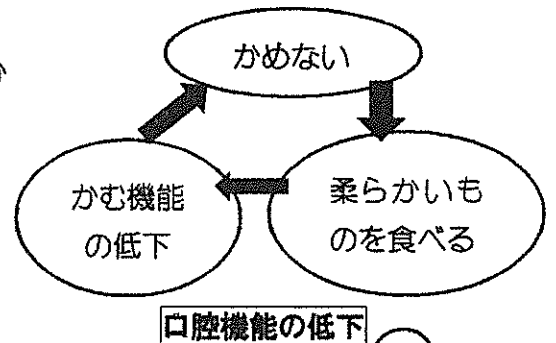 かめない
柔らかいも
のを食べる
かむ機能
の低下
口腔機能の低下